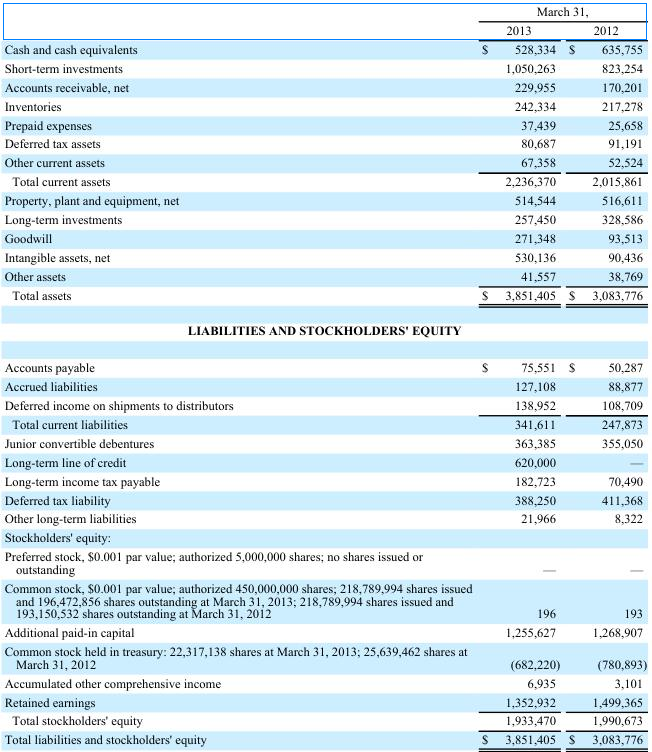 March 31,
2013 2012
Cash and cash equivalents $ 528,334 $ 635,755
Short-term investments 1,050,263 823,254
Accounts receivable, net 229,955 170,201
Inventories 242,334 217,278
Prepaid expenses 37,439 25,658
Deferred tax assets 80,687 91,191
Other current assets 67,358 52,524
Total current assets 2,236,370 2,015,861
Property, plant and equipment, net 514,544 516,611
Long-term investments 257,450 328,586
Goodwill 271,348 93,513
Intangible assets, net 530,136 90,436
Other assets 41,557 38,769
Total assets $ 3,851,405 $ 3,083,776
LIABILITIES AND STOCKHOLDERS' EQUITY
Accounts payable $ 75,551 $ 50,287
Accrued liabilities 127,108 88,877
Deferred income on shipments to distributors 138,952 108,709
Total current liabilities 341,611 247,873
Junior convertible debentures 363,385 355,050
Long-term line of credit 620,000 —
Long-term income tax payable 182,723 70,490
Deferred tax liability 388,250 411,368
Other long-term liabilities 21,966 8,322
Stockholders' equity:
Preferred stock, $0.001 par value; authorized 5,000,000 shares; no shares issued or
outstanding — —
Common stock, $0.001 par value; authorized 450,000,000 shares; 218,789,994 shares issued
and 196,472,856 shares outstanding at March 31, 2013; 218,789,994 shares issued and
193,150,532 shares outstanding at March 31, 2012 196 193
Additional paid-in capital 1,255,627 1,268,907
Common stock held in treasury: 22,317,138 shares at March 31, 2013; 25,639,462 shares at
March 31, 2012 (682,220) (780,893)
Accumulated other comprehensive income 6,935 3,101
Retained earnings 1,352,932 1,499,365
Total stockholders' equity 1,933,470 1,990,673
Total liabilities and stockholders' equity $ 3,851,405 $ 3,083,776